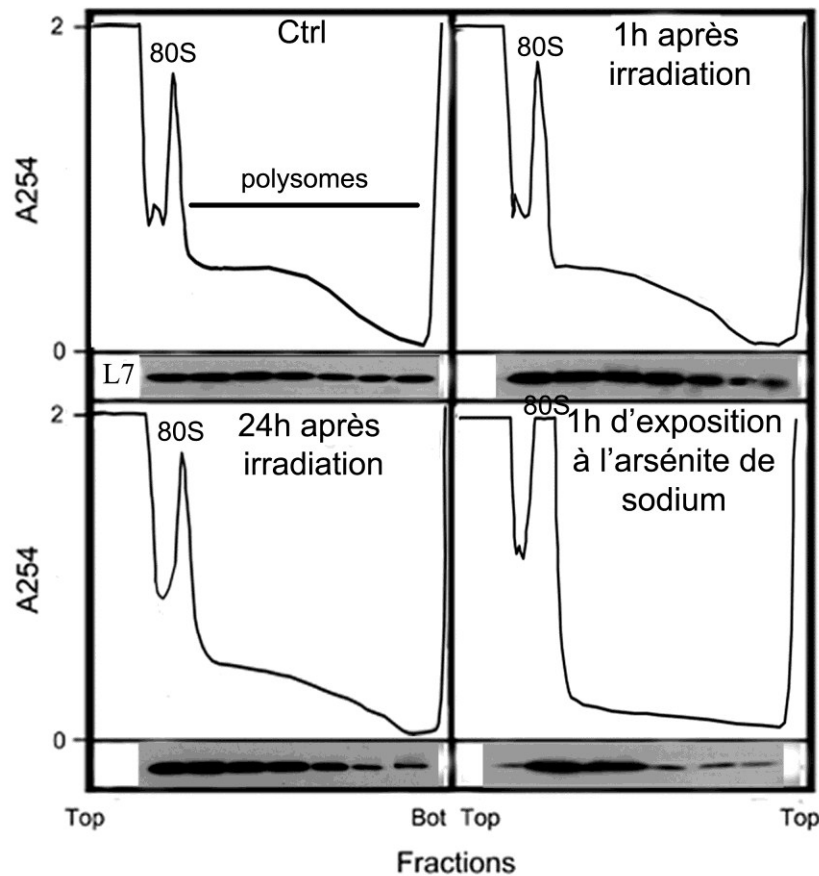 2
Ctrl
80S
polysomes
A254
0
L7
80S
1h après
irradiation
2
80S
24h après
irradiation
A254
0
80S
1h d'exposition
à l'arsénite de
sodium
Top
Bot
Top
Top
Fractions